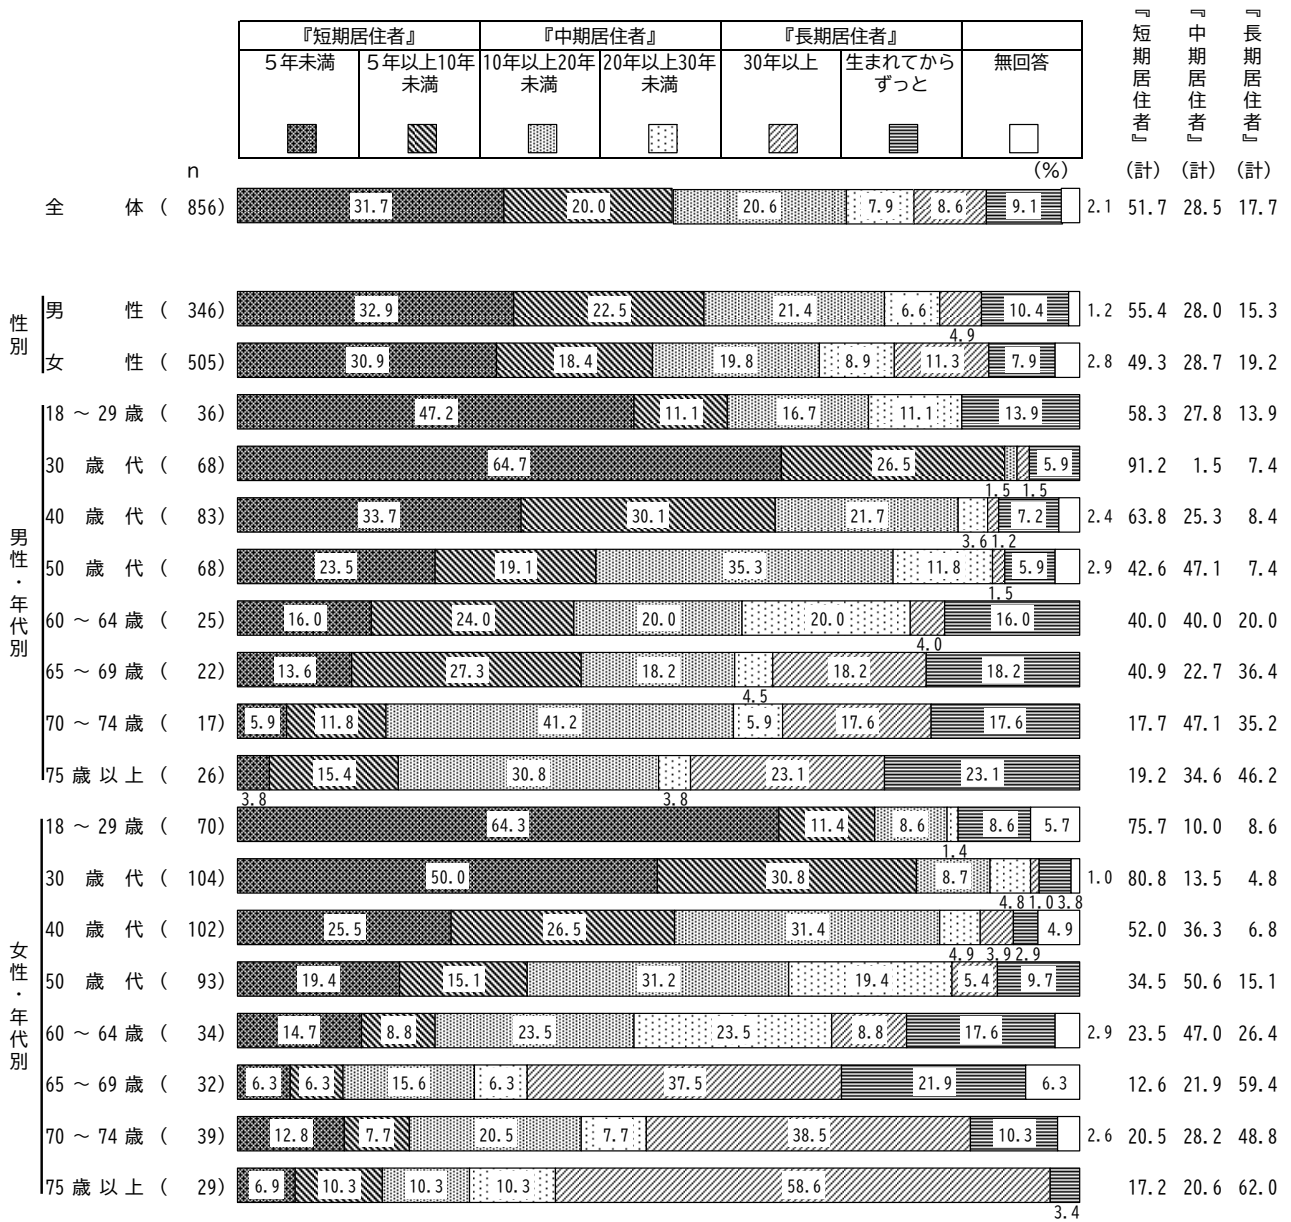 『短期居住者』 『中期居住者』 『長期居住者』
５年未満 ５年以上10年未満 10年以上20年未満 20年以上30年未満 30年以上 生まれてからずっと 無回答
『短期居住者』（計） 『中期居住者』（計） 『長期居住者』（計）
n （％）
全体（ 856） 31.7 20.0 20.6 7.9 8.6 9.1 2.1 51.7 28.5 17.7
性別
男性（ 346） 32.9 22.5 21.4 6.6 4.9 10.4 1.2 55.4 28.0 15.3
女性（ 505） 30.9 18.4 19.8 8.9 11.3 7.9 2.8 49.3 28.7 19.2
男性・年代別
18～29歳（ 36） 47.2 11.1 16.7 11.1 13.9 58.3 27.8 13.9
30歳代（ 68） 64.7 26.5 1.5 1.5 5.9 91.2 1.5 7.4
40歳代（ 83） 33.7 30.1 21.7 3.6 1.2 7.2 2.4 63.8 25.3 8.4
50歳代（ 68） 23.5 19.1 35.3 11.8 1.5 5.9 2.9 42.6 47.1 7.4
60～64歳（ 25） 16.0 24.0 20.0 20.0 4.0 16.0 40.0 40.0 20.0
65～69歳（ 22） 13.6 27.3 18.2 4.5 18.2 18.2 40.9 22.7 36.4
70～74歳（ 17） 5.9 11.8 41.2 5.9 17.6 17.6 17.7 47.1 35.2
75歳以上（ 26） 3.8 15.4 30.8 3.8 23.1 23.1 19.2 34.6 46.2
女性・年代別
18～29歳（ 70） 64.3 11.4 8.6 1.4 8.6 5.7 75.7 10.0 8.6
30歳代（ 104） 50.0 30.8 8.7 4.8 1.0 3.8 1.0 80.8 13.5 4.8
40歳代（ 102） 25.5 26.5 31.4 4.9 3.9 2.9 4.9 52.0 36.3 6.8
50歳代（ 93） 19.4 15.1 31.2 19.4 5.4 9.7 34.5 50.6 15.1
60～64歳（ 34） 14.7 8.8 23.5 23.5 8.8 17.6 2.9 23.5 47.0 26.4
65～69歳（ 32） 6.3 6.3 15.6 6.3 37.5 21.9 6.3 12.6 21.9 59.4
70～74歳（ 39） 12.8 7.7 20.5 7.7 38.5 10.3 2.6 20.5 28.2 48.8
75歳以上（ 29） 6.9 10.3 10.3 10.3 58.6 3.4 17.2 20.6 62.0